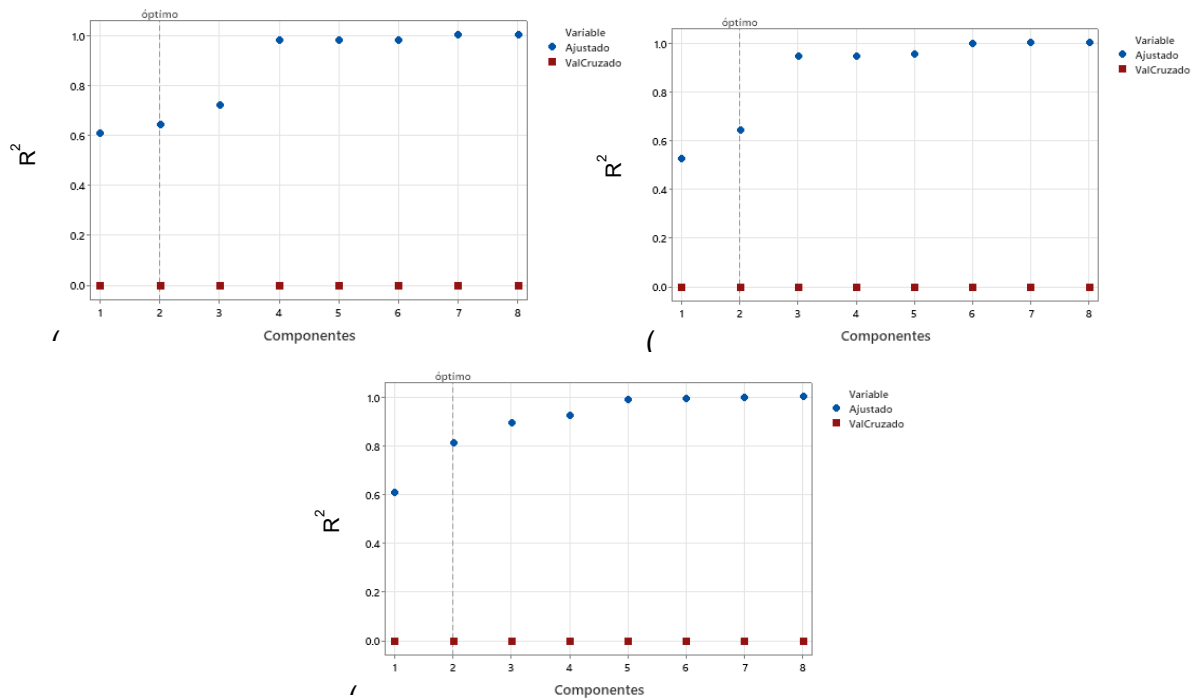 óptimo
Variable
Ajustado
ValCruzado
1.0
0.8
0.6
0.4
0.2
0.0
R²
1 2 3 4 5 6 7 8
Componentes
(
óptimo
Variable
Ajustado
ValCruzado
1.0
0.8
0.6
0.4
0.2
0.0
R²
1 2 3 4 5 6 7 8
Componentes
(
óptimo
Variable
Ajustado
ValCruzado
1.0
0.8
0.6
0.4
0.2
0.0
R²
1 2 3 4 5 6 7 8
Componentes
(